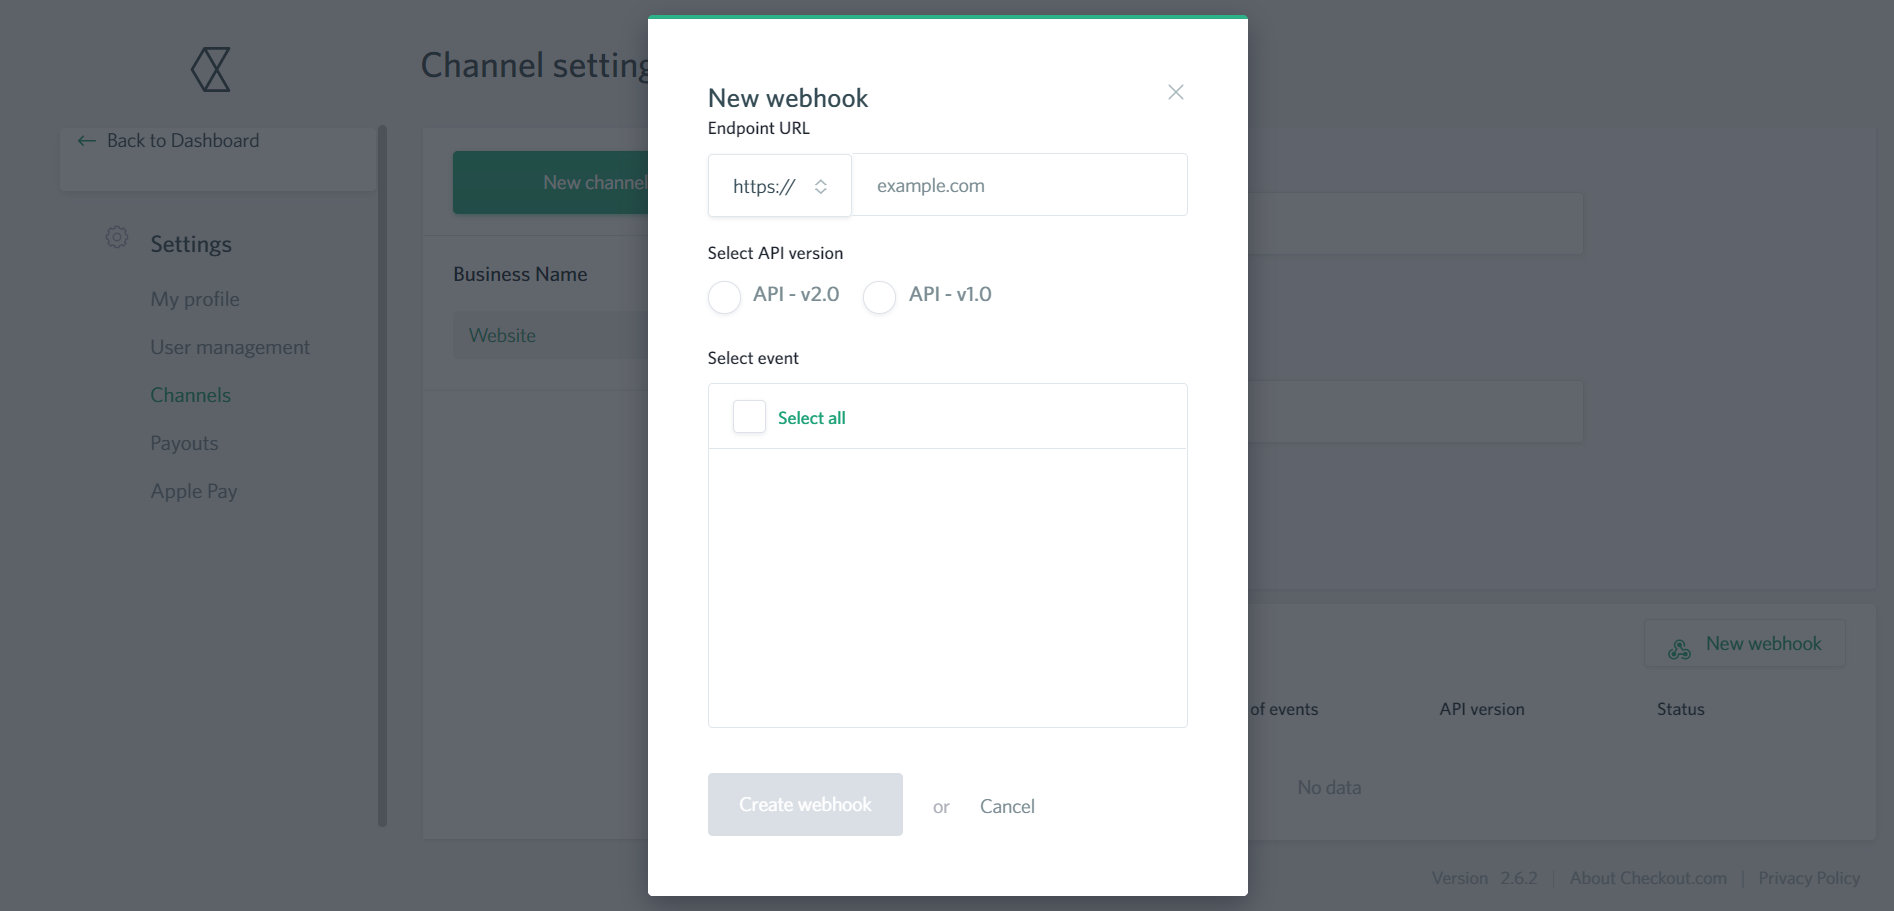 Channel setting
Back to Dashboard
New channel
Settings
My profile
User management
Channels
Payouts
Apple Pay
Business Name
Website
New webhook
Endpoint URL
https://
example.com
Select API version
API - v2.0
API - v1.0
Select event
Select all
Create webhook
or
Cancel
New webhook
of events
API version
Status
No data
Version 2.6.2
About Checkout.com
Privacy Policy